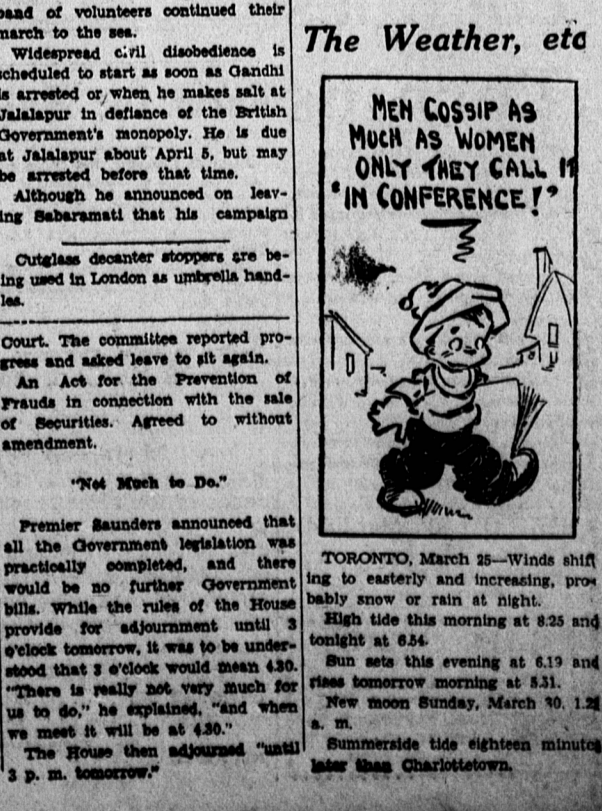 band of volunteers continued their
march to the sea.
Widespread civil disobedience is
scheduled to start as soon as Gandhi
is arrested or, when he makes salt at
Jalalapur in defiance of the British
Government's monopoly. He is due
at Jalalapur about April 5, but may
be arrested before that time.
Although he announced on leav-
ing Sabaramati that his campaign
Cutglass decanter stoppers are be-
ing used in London as umbrella hand-
les.
Court. The committee reported pro-
gress and asked leave to sit again.
An Act for the Prevention of
Frauds in connection with the sale
of Securities. Agreed to without
amendment.
"Not Much to Do."
Premier Saunders announced that
all the Government legislation was
practically completed, and there
would be no further Government
bills. While the rules of the House
provide for adjournment until 3
o'clock tomorrow, it was to be under-
stood that 3 o'clock would mean 4.30.
"There is really not very much for
us to do," he explained, "and when
we meet it will be at 4.30."
The House then adjourned "until
3 p. m. tomorrow."
The Weather, etc
MEN GOSSIP AS
MUCH AS WOMEN
ONLY THEY CALL IT
"IN CONFERENCE!"
TORONTO, March 25—Winds shift
ing to easterly and increasing, pro-
bably snow or rain at night.
High tide this morning at 8.25 and
tonight at 6.54.
Sun sets this evening at 6.19 and
rises tomorrow morning at 5.51.
New moon Sunday, March 30,
a. m.
Summerside tide eighteen minutes
later than Charlottetown.